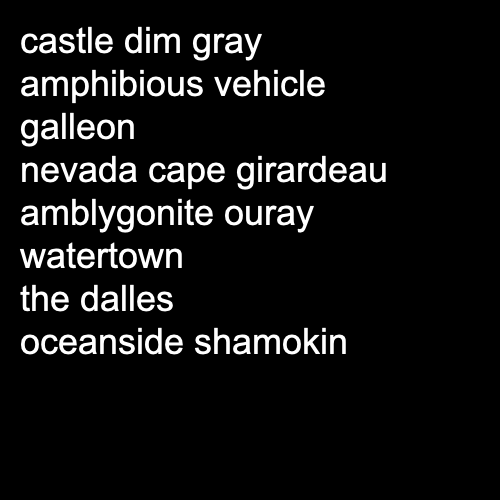 castle dim gray
amphibious vehicle
galleon
nevada cape girardeau
amblygonite ouray
watertown
the dalles
oceanside shamokin